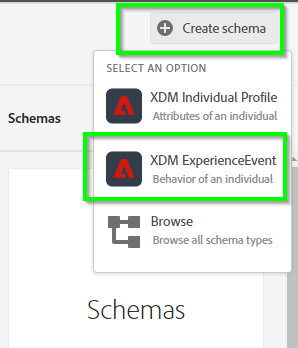 Create schema
SELECT AN OPTION
XDM Individual Profile
Attributes of an individual
Schemas
XDM ExperienceEvent
Behavior of an individual
Browse
Browse all schema types
Schemas